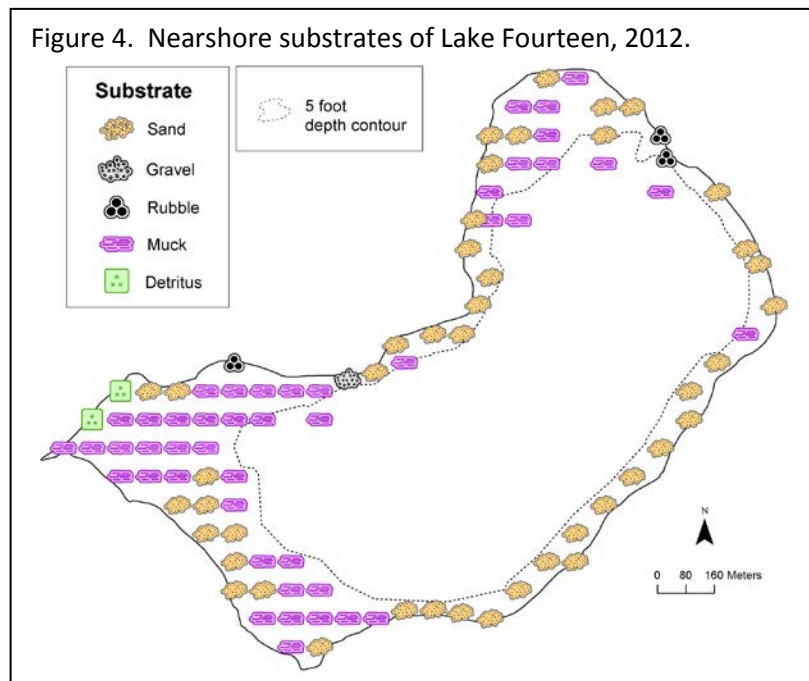 Figure 4.  Nearshore substrates of Lake Fourteen, 2012.
Substrate
Sand
Gravel
Rubble
Muck
Detritus
5 foot
depth contour
N
0 80 160 Meters